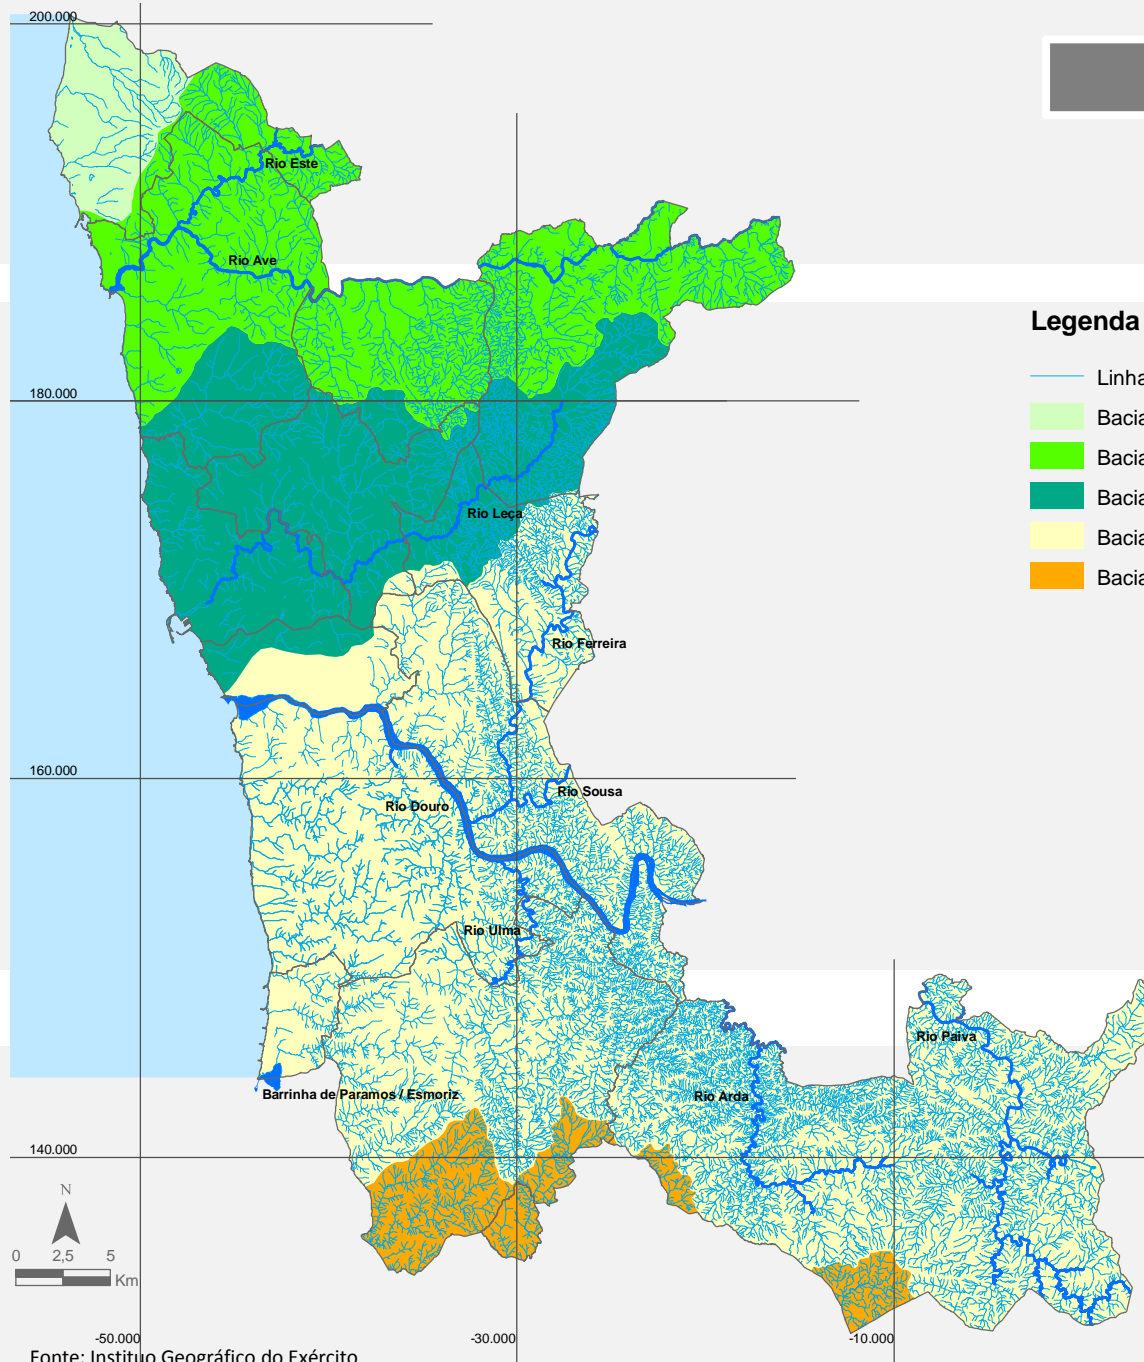 200.000
Rio Este
Rio Ave
Legenda
Linha
Bacia
180.000
Bacia
Bacia
Rio Leça
Bacia
Bacia
Rio Ferreira
160.000
Rio Sousa
Rio Douro
Rio Ulma
Rio Paiva
Barrinha de Paramos / Esmoriz
Rio Arda
140.000
N
0 2,5 5
Km
-50.000 -30.000 -10.000
Fonte: Instituo Geográfico do Exército